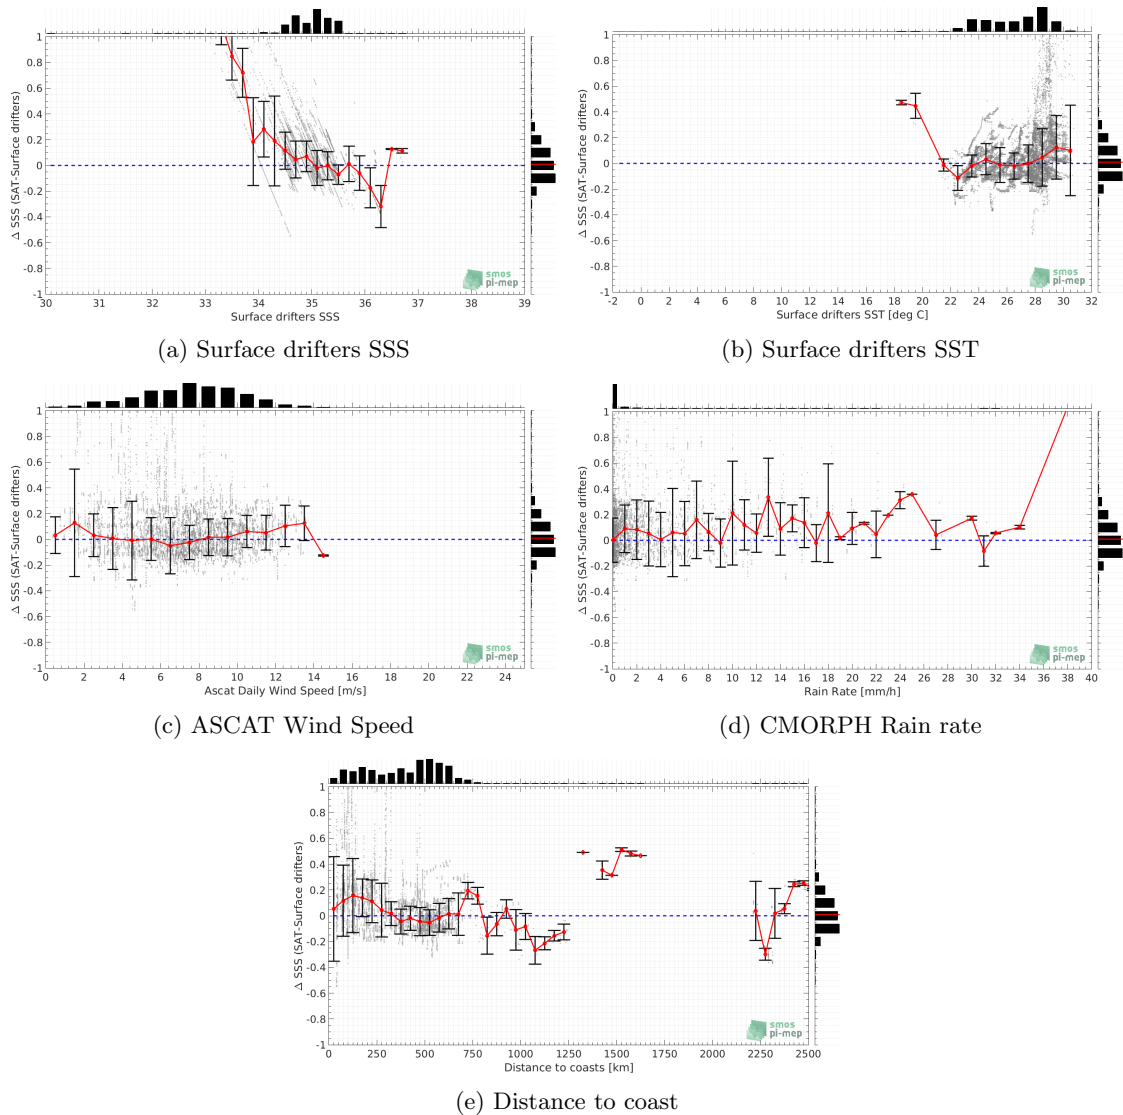 1
0.8
0.6
0.4
0.2
0
-0.2
-0.4
-0.6
-0.8
-1
Δ SSS (SAT-Surface drifters)
30 31 32 33 34 35 36 37 38 39
Surface drifters SSS
smos
pi-mep
(a) Surface drifters SSS
1
0.8
0.6
0.4
0.2
0
-0.2
-0.4
-0.6
-0.8
-1
Δ SSS (SAT-Surface drifters)
-2 0 2 4 6 8 10 12 14 16 18 20 22 24 26 28 30 32
Surface drifters SST [deg C]
smos
pi-mep
(b) Surface drifters SST
1
0.8
0.6
0.4
0.2
0
-0.2
-0.4
-0.6
-0.8
-1
Δ SSS (SAT-Surface drifters)
0 2 4 6 8 10 12 14 16 18 20 22 24
Ascat Daily Wind Speed [m/s]
smos
pi-mep
(c) ASCAT Wind Speed
1
0.8
0.6
0.4
0.2
0
-0.2
-0.4
-0.6
-0.8
-1
Δ SSS (SAT-Surface drifters)
0 2 4 6 8 10 12 14 16 18 20 22 24 26 28 30 32 34 36 38 40
Rain Rate [mm/h]
smos
pi-mep
(d) CMORPH Rain rate
1
0.8
0.6
0.4
0.2
0
-0.2
-0.4
-0.6
-0.8
-1
Δ SSS (SAT-Surface drifters)
0 250 500 750 1000 1250 1500 1750 2000 2250 2500
Distance to coasts [km]
smos
pi-mep
(e) Distance to coast